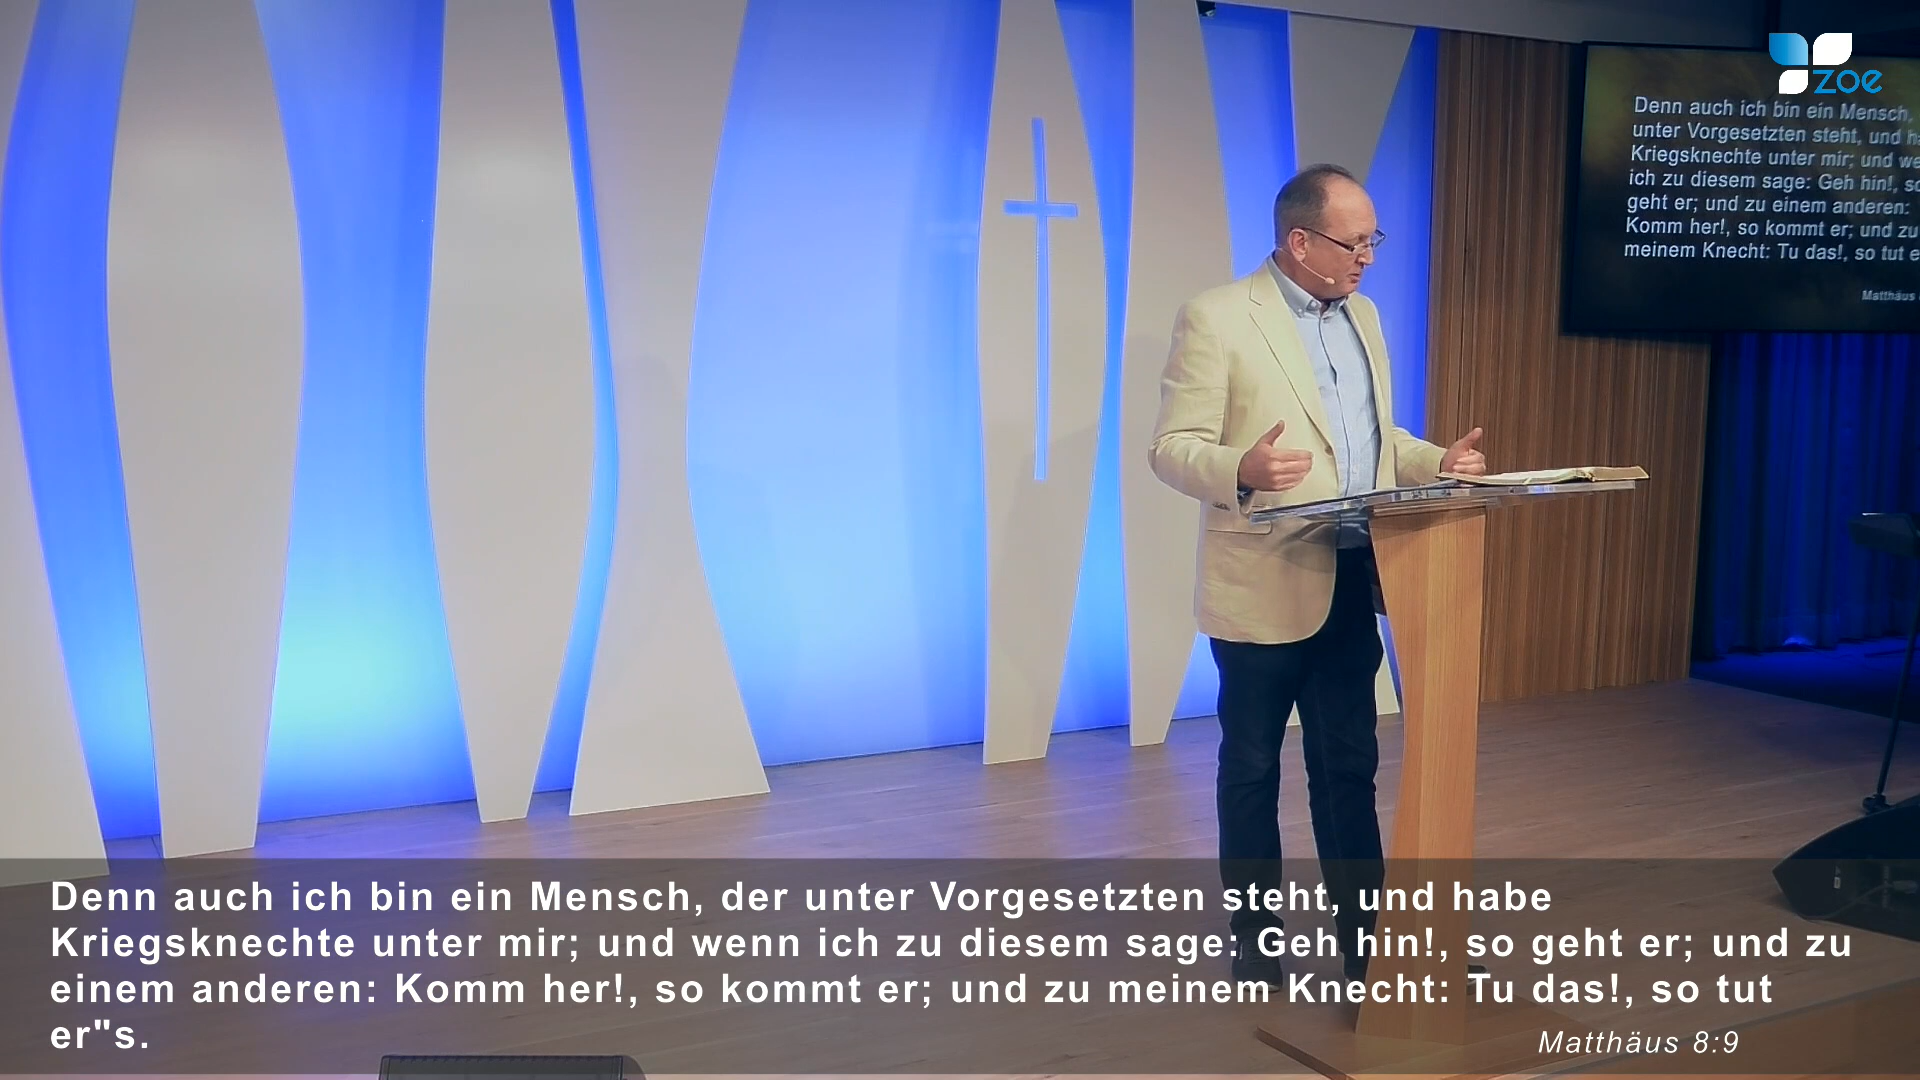 zoe
Denn auch ich bin ein Mensch,
unter Vorgesetzten steht, und
Kriegsknechte unter mir; und
ich zu diesem sage: Geh hin!,
geht er; und zu einem anderen:
Komm her!, so kommt er; und zu
meinem Knecht: Tu das!, so tut
Matthäus
Denn auch ich bin ein Mensch, der unter Vorgesetzten steht, und habe
Kriegsknechte unter mir; und wenn ich zu diesem sage: Geh hin!, so geht er; und zu
einem anderen: Komm her!, so kommt er; und zu meinem Knecht: Tu das!, so tut
er"s.
Matthäus 8:9